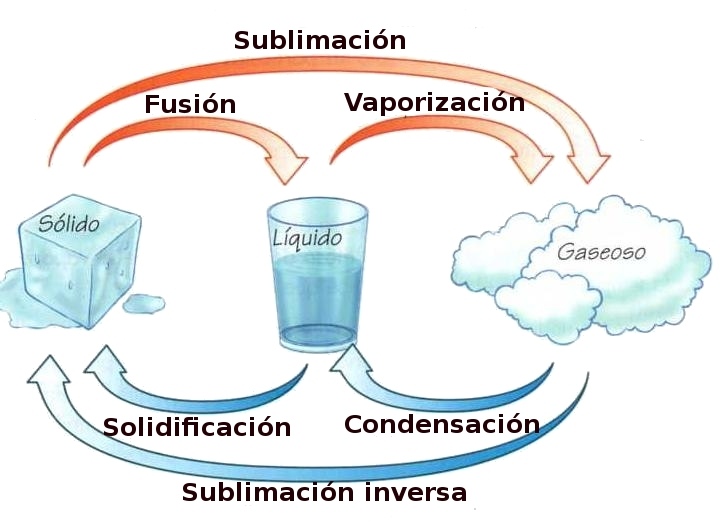 Sublimación
Fusión
Vaporización
Sólido
Líquido
Gaseoso
Solidificación
Condensación
Sublimación inversa